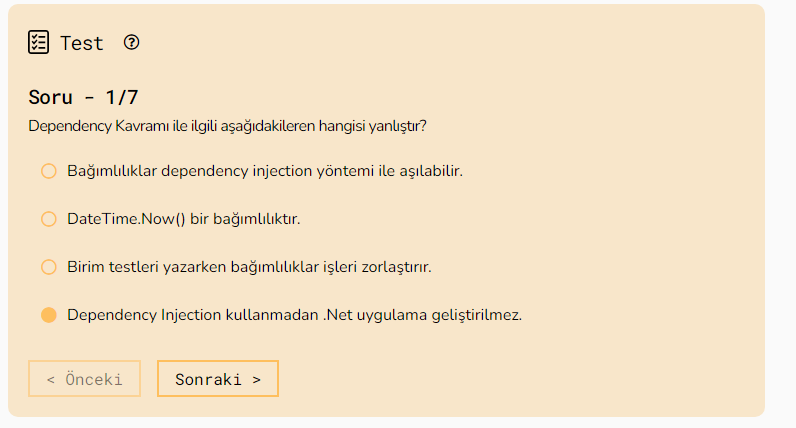 Test
Soru - 1/7
Dependency Kavramı ile ilgili aşağıdakileren hangisi yanlıştır?
Bağımlılıklar dependency injection yöntemi ile aşılabilir.
DateTime.Now() bir bağımlılıktır.
Birim testleri yazarken bağımlılıklar işleri zorlaştırır.
Dependency Injection kullanmadan .Net uygulama geliştirilmez.
< Önceki Sonraki >